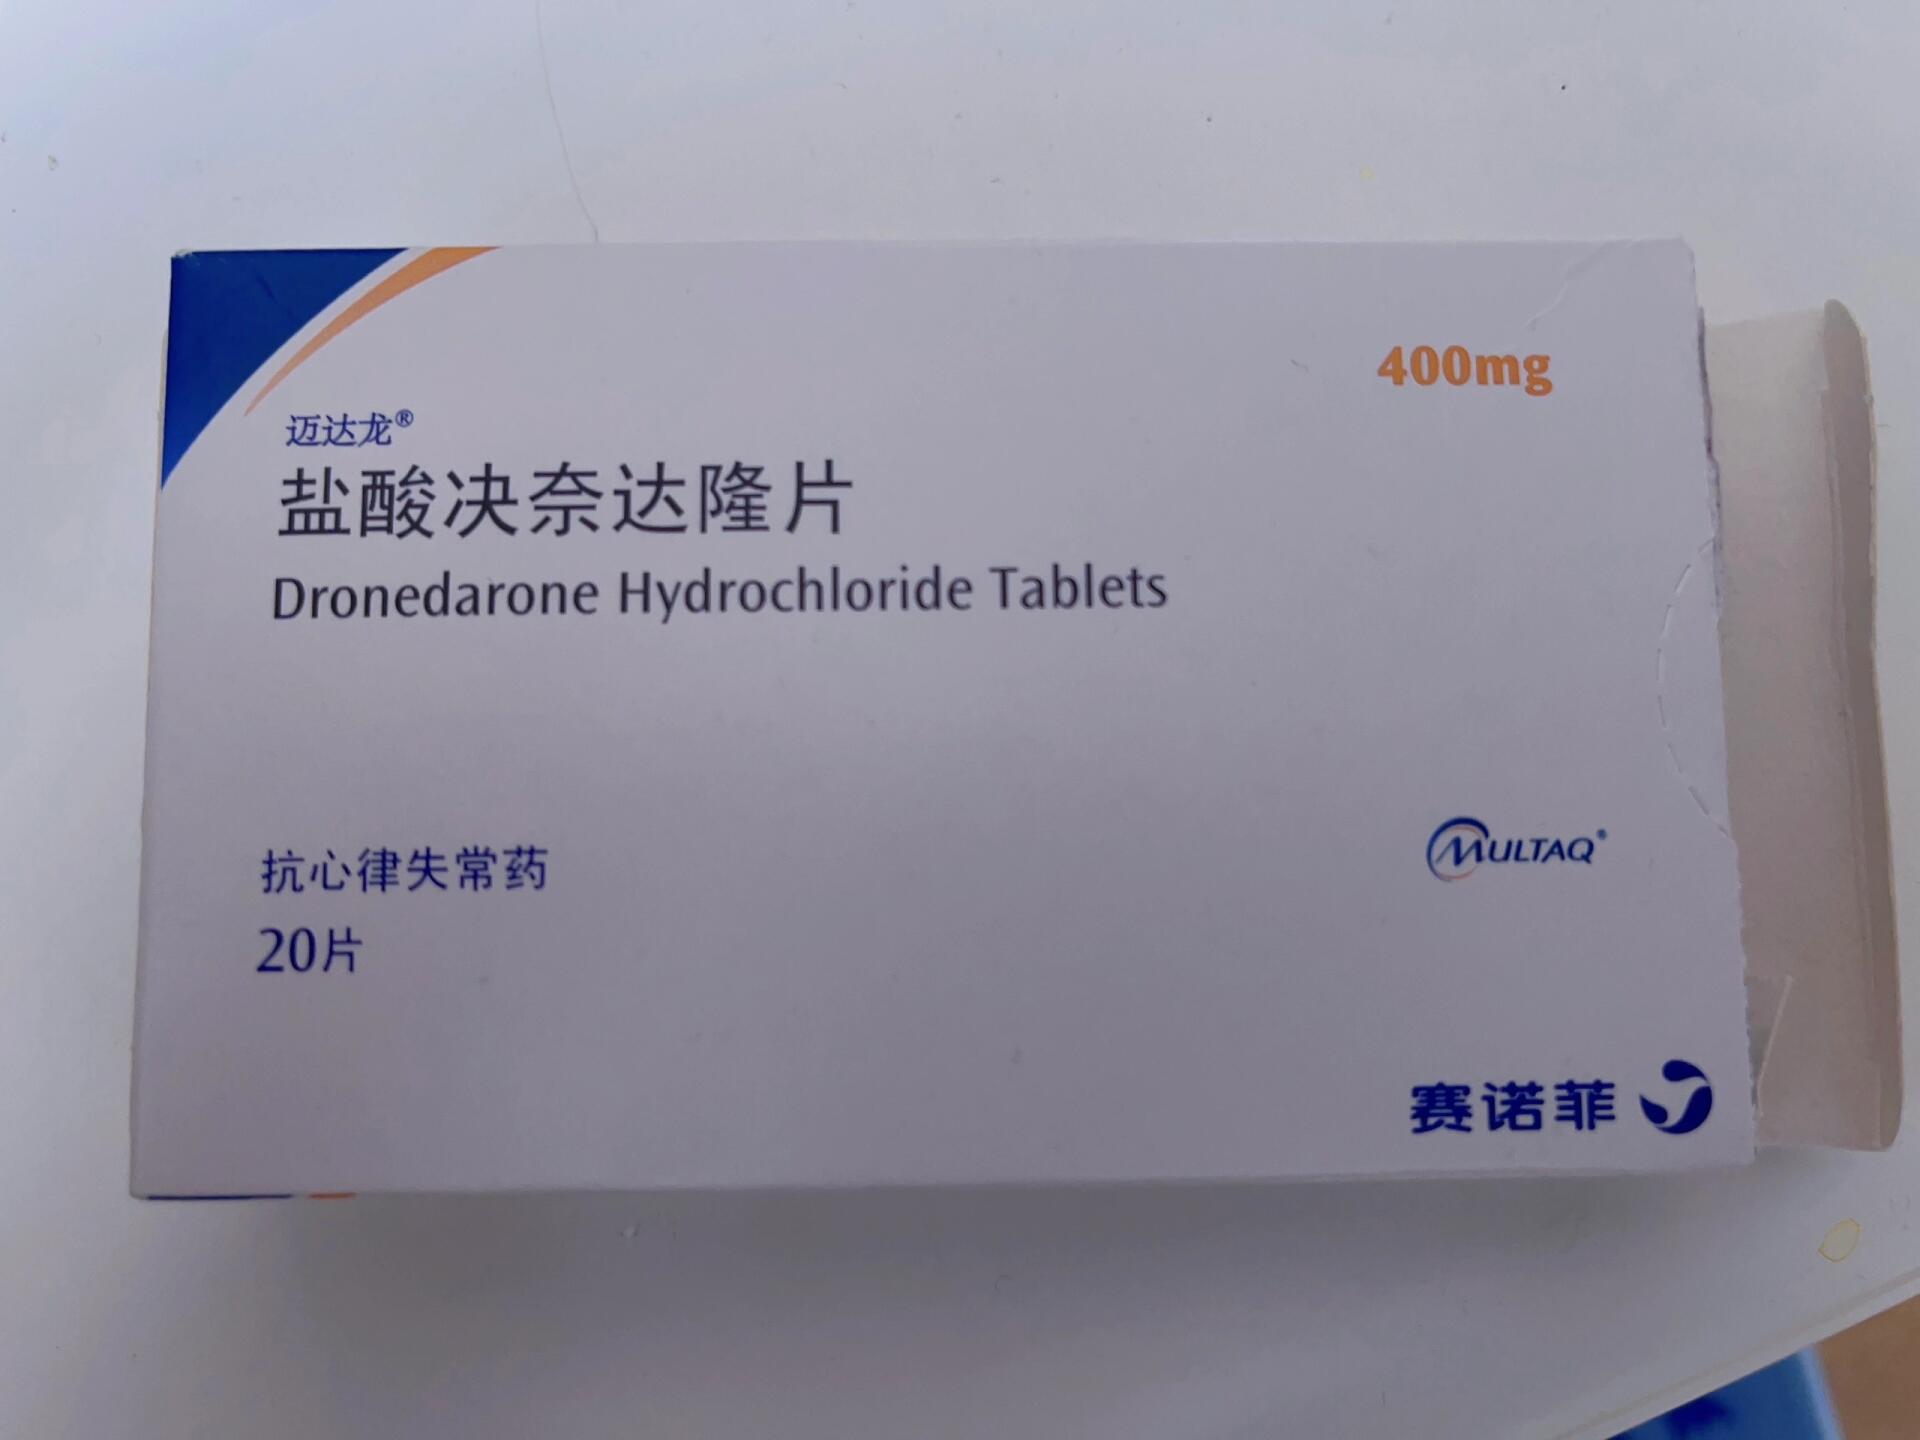 400mg
迈达龙®
盐酸决奈达隆片
Dronedarone Hydrochloride Tablets
抗心律失常药
20片
MULTAQ®
赛诺菲